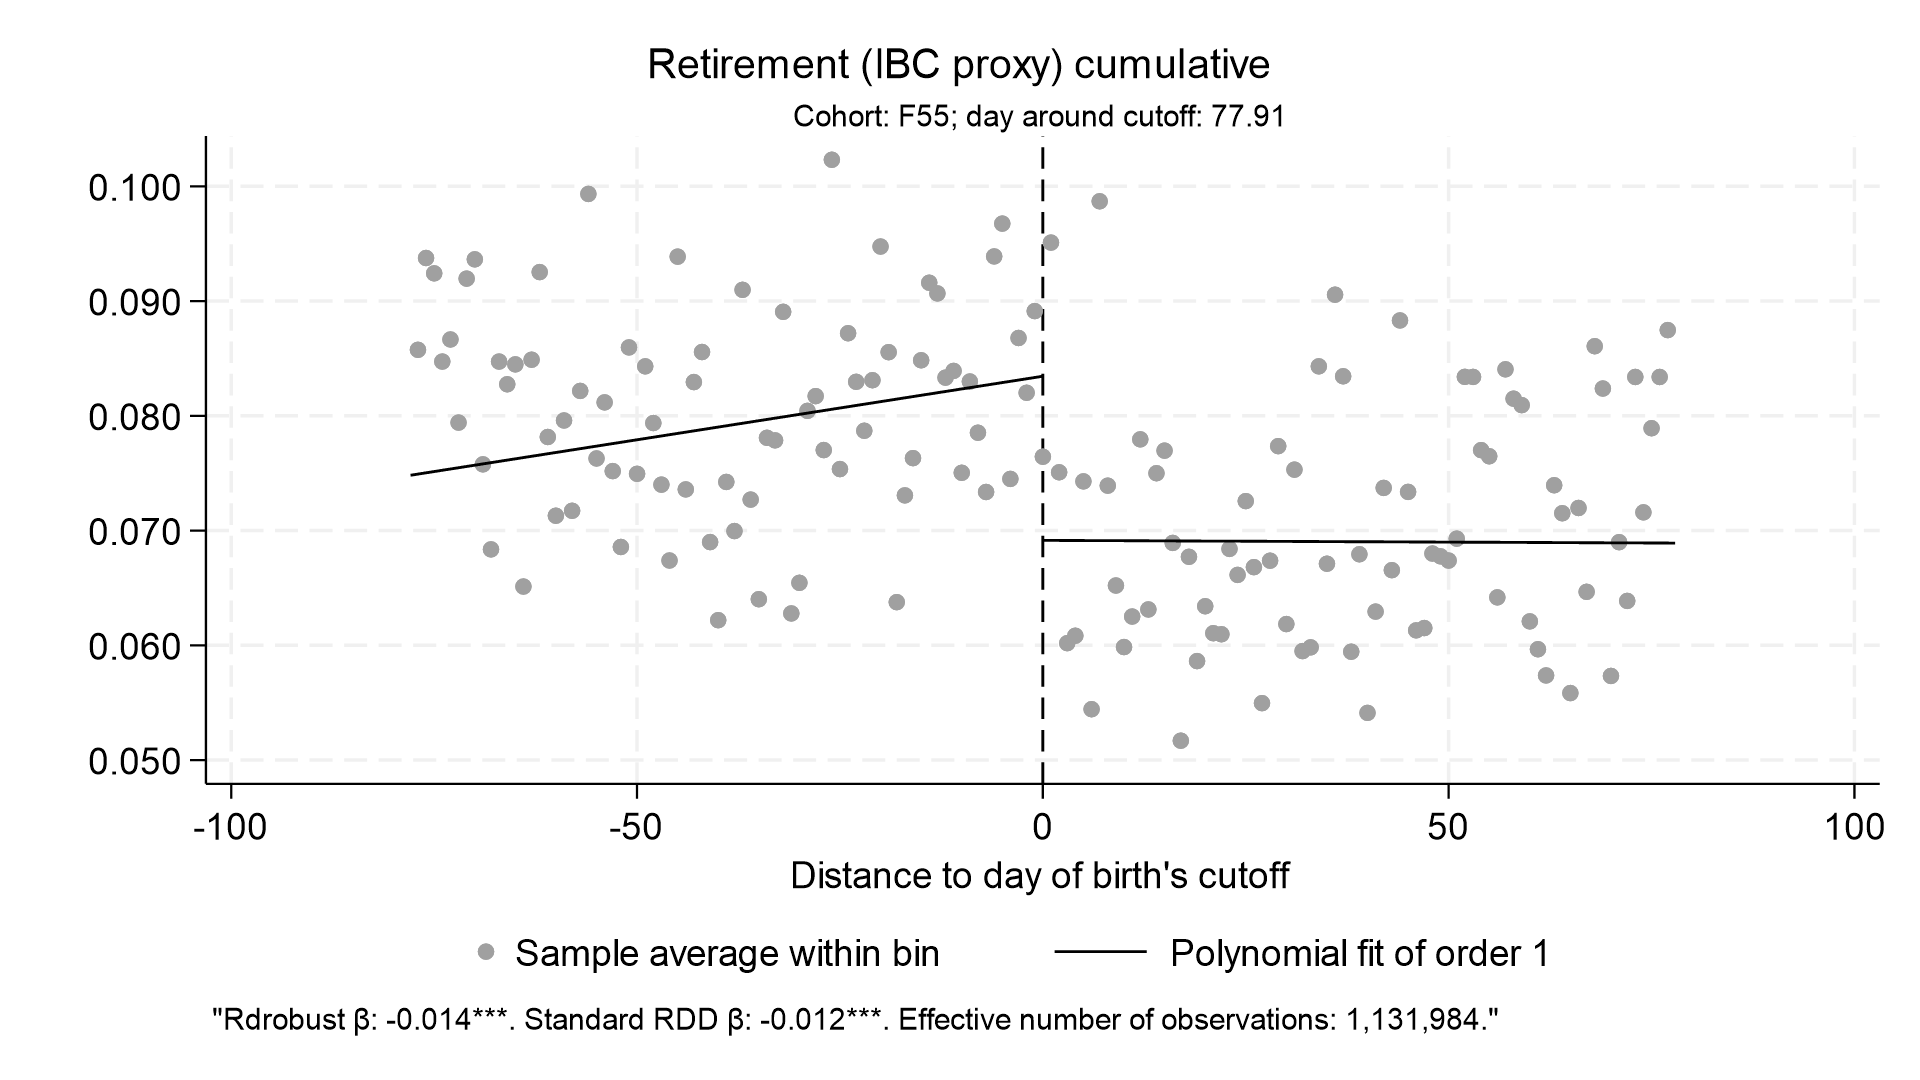 Retirement (IBC proxy) cumulative
Cohort: F55; day around cutoff: 77.91
0.100
0.090
0.080
0.070
0.060
0.050
-100 -50 0 50 100
Distance to day of birth's cutoff
Sample average within bin Polynomial fit of order 1
"Rdrobust β: -0.014***. Standard RDD β: -0.012***. Effective number of observations: 1,131,984."